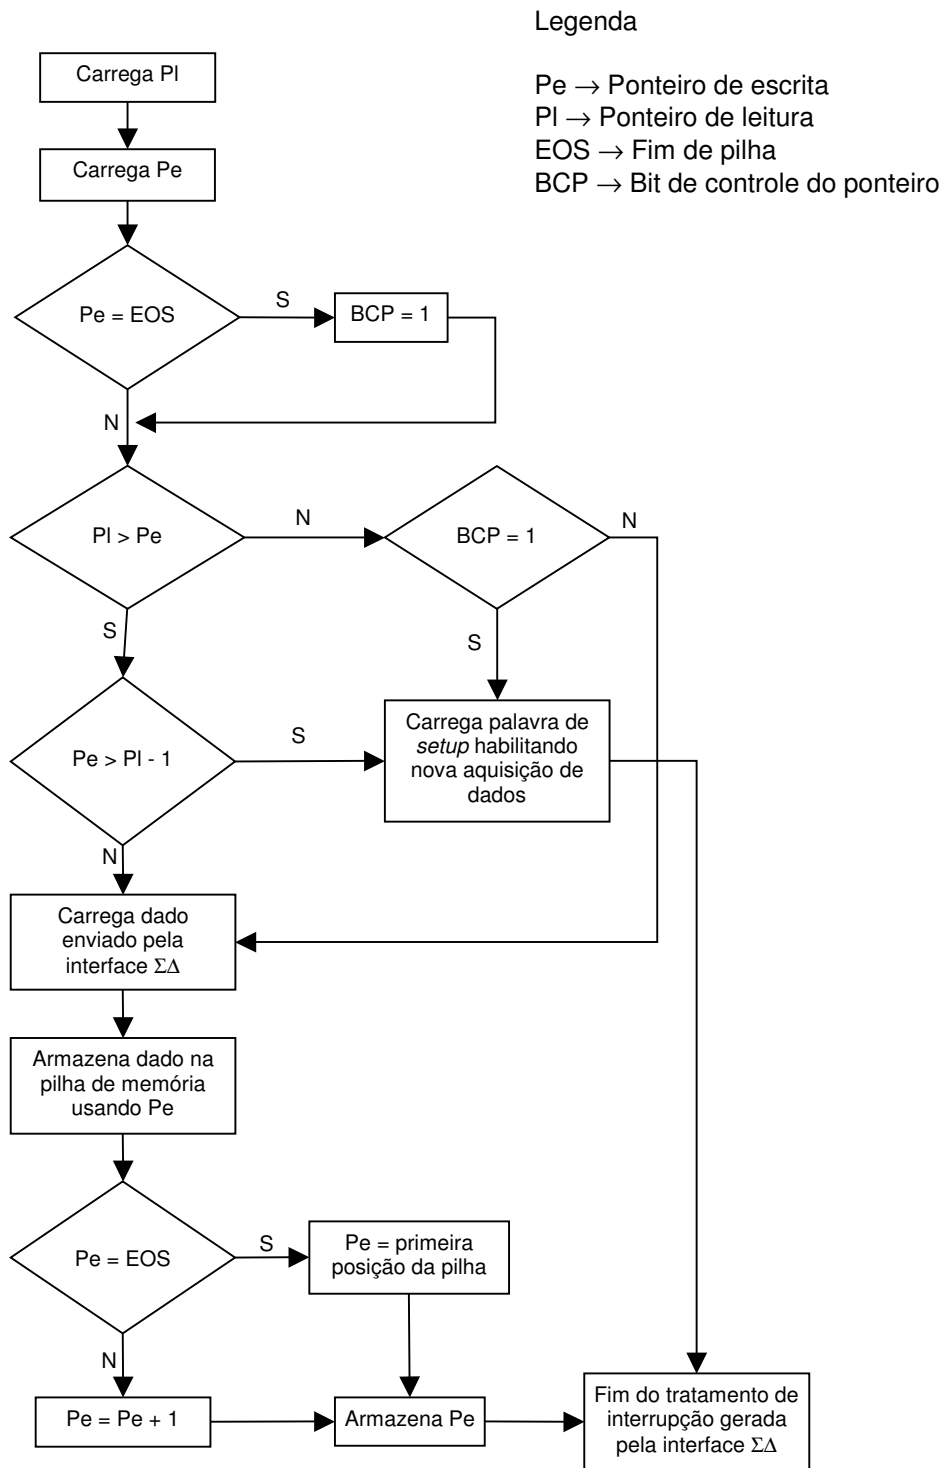 Legenda
Pe → Ponteiro de escrita
Pl → Ponteiro de leitura
EOS → Fim de pilha
BCP → Bit de controle do ponteiro
Carrega Pl
Carrega Pe
Pe = EOS
S
BCP = 1
N
Pl > Pe
N
BCP = 1
N
S
S
Pe > Pl - 1
S
Carrega palavra de
setup habilitando
nova aquisição de
dados
N
Carrega dado
enviado pela
interface ΣΔ
Armazena dado na
pilha de memória
usando Pe
Pe = EOS
S
Pe = primeira
posição da pilha
N
Pe = Pe + 1
Armazena Pe
Fim do tratamento de
interrupção gerada
pela interface ΣΔ